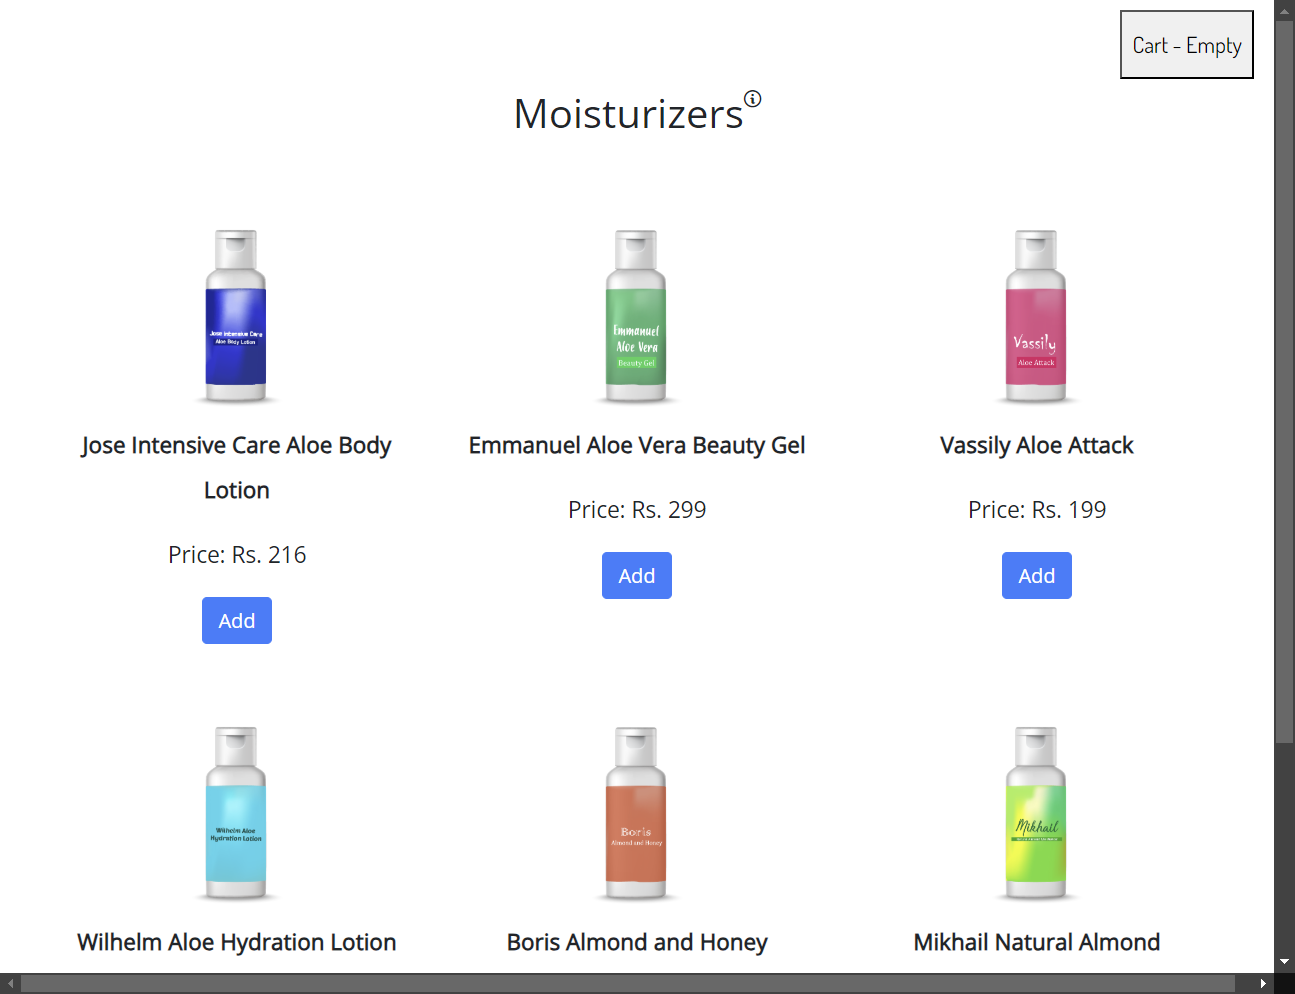 Cart - Empty
Moisturizers
Jose Intensive Care
Aloe Body Lotion
Emmanuel
Aloe Vera
Beauty Gel
Vassily
Aloe Attack
Jose Intensive Care Aloe Body
Lotion
Price: Rs. 216
Add
Emmanuel Aloe Vera Beauty Gel
Price: Rs. 299
Add
Vassily Aloe Attack
Price: Rs. 199
Add
Wilhelm Aloe
Hydration Lotion
Boris
Almond and Honey
Mikhail
Wilhelm Aloe Hydration Lotion
Boris Almond and Honey
Mikhail Natural Almond